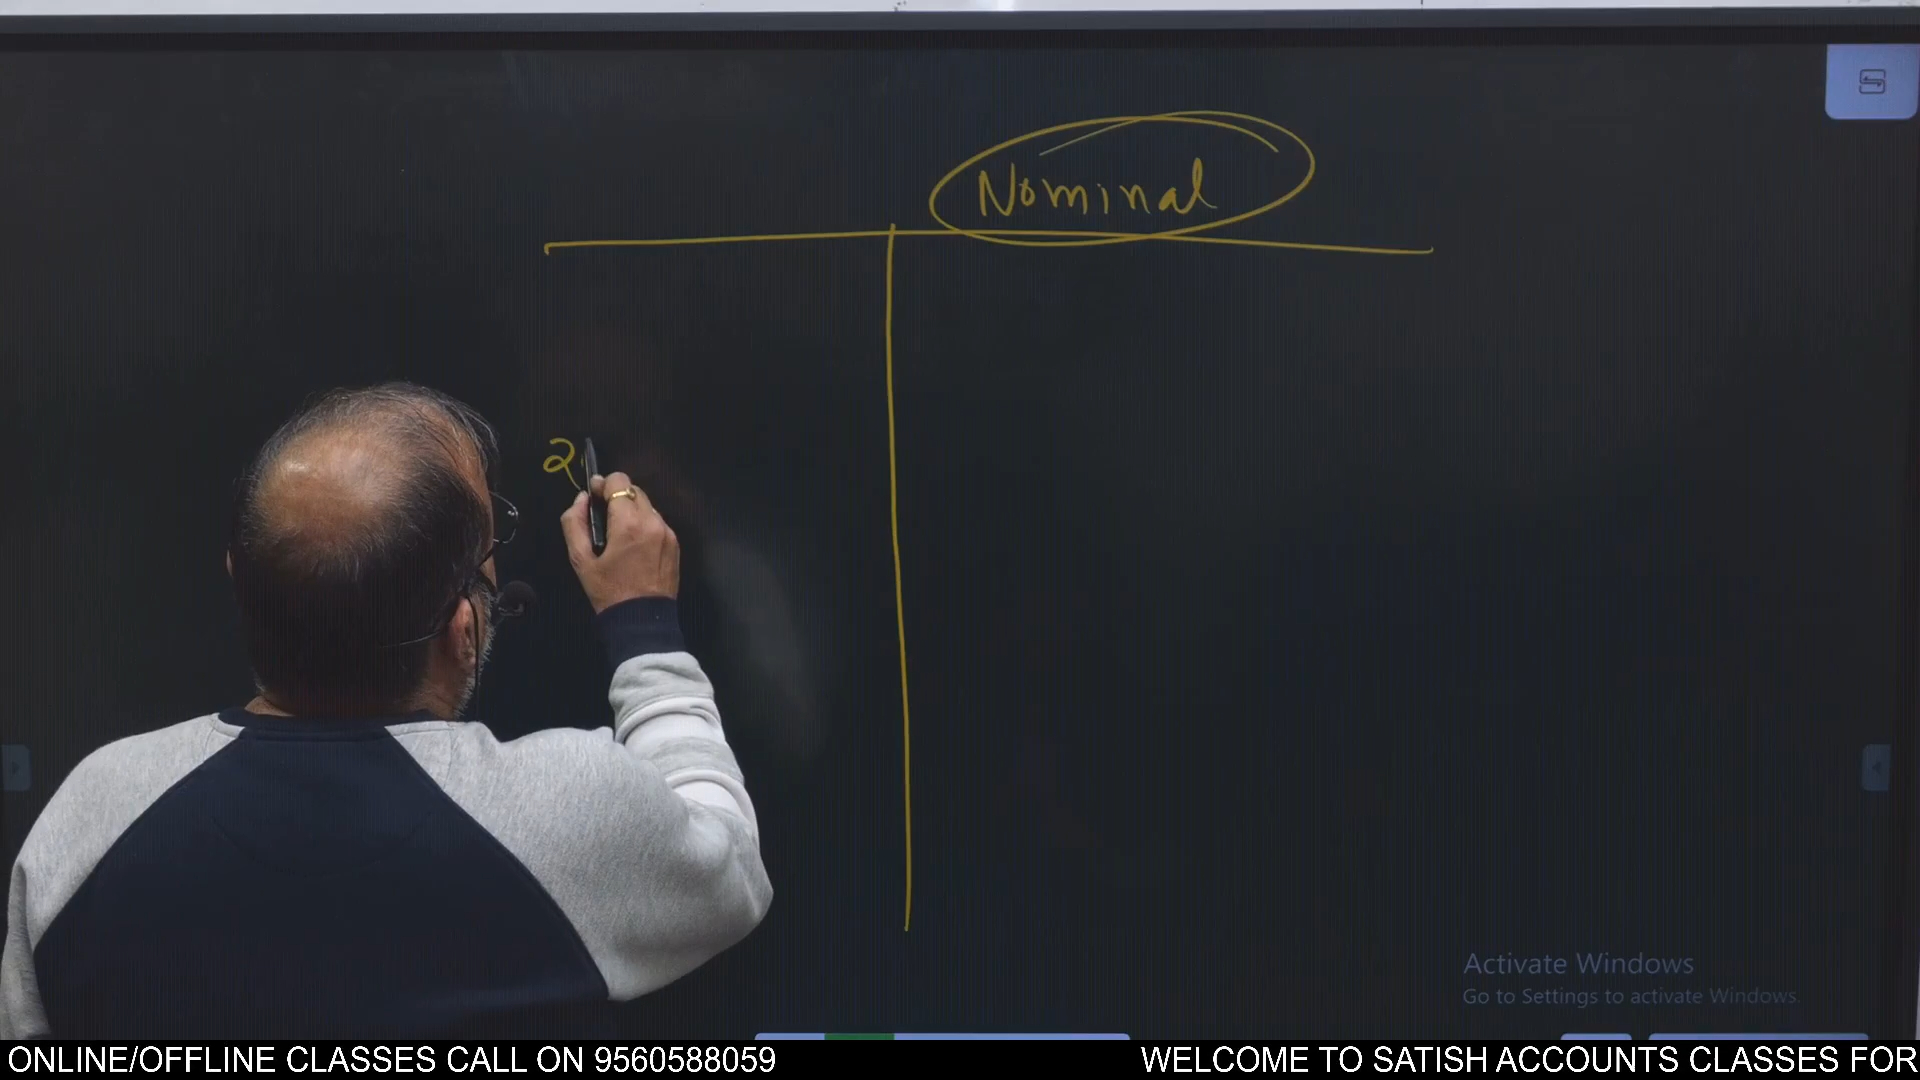 Nominal
2
Activate Windows
Go to Settings to activate Windows.
ONLINE/OFFLINE CLASSES CALL ON 9560588059
WELCOME TO SATISH ACCOUNTS CLASSES FOR